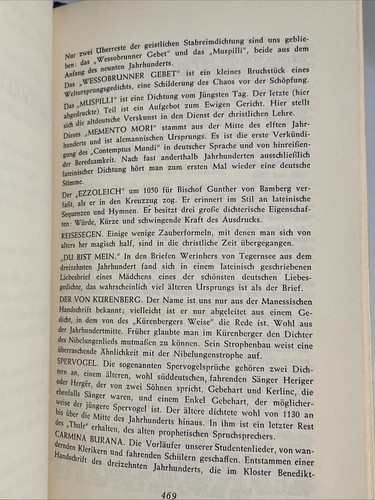 Nur zwei Überreste der geistlichen Stabreimdichtung sind uns geblie-
ben: das „Wessobrunner Gebet" und das „Muspilli", beide aus dem
Anfang des neunten Jahrhunderts.
Das „WESSOBRUNNER GEBET" ist ein kleines Bruchstück eines
Weltursprungsgedichts, eine Schilderung des Chaos vor der Schöpfung.
Das „MUSPILLI" ist eine Dichtung vom Jüngsten Tag. Der letzte (hier
abgedruckte) Teil ist ein Aufgebot zum Ewigen Gericht. Hier stellt
sich die altdeutsche Verskunst in den Dienst der christlichen Lehre.
Dieses „MEMENTO MORI" stammt aus der Mitte des elften Jahr-
hunderts und ist alemannischen Ursprungs. Es ist die erste Verkündi-
gung des „Contemptus Mundi" in deutscher Sprache und von hinreißen-
der Beredsamkeit. Nach fast anderthalb Jahrhunderten ausschließlich
lateinischer Dichtung hört man zum ersten Mal wieder eine deutsche
Stimme.
Der „EZZOLEICH" um 1050 für Bischof Gunther von Bamberg ver-
faßt, als er in den Kreuzzug zog. Er erinnert im Stil an lateinische
Sequenzen und Hymnen. Er besitzt drei große dichterische Eigenschaf-
ten: Würde, Kürze und schwingende Kraft des Ausdrucks.
REISESEGEN. Einige wenige Zauberformeln, mit denen man sich von
alters her magisch half, sind in die christliche Zeit übergegangen.
„DU BIST MEIN." In den Briefen Werinhers von Tegernsee aus dem
dreizehnten Jahrhundert fand sich in einem lateinisch geschriebenen
Liebesbrief eines Mädchens eines der schönsten deutschen Liebes-
gedichte, das wahrscheinlich viel älteren Ursprungs ist als der Brief.
DER VON KÜRENBERG. Der Name ist uns nur aus der Manessischen
Handschrift bekannt; vielleicht ist er nur abgeleitet aus einem Ge-
dicht, in dem von des „Kürenbergers Weise" die Rede ist. Wohl aus
der Jahrhundertmitte. Früher glaubte man im Kürenberger den Dichter
des Nibelungenlieds mutmaßen zu können. Sein Strophenbau weist eine
überraschende Ähnlichkeit mit der Nibelungenstrophe auf.
SPERVOGEL. Die sogenannten Spervogelsprüche gehören zwei Dich-
tern an, einem älteren, wohl süddeutschen, fahrenden Sänger Heriger
oder Hergêr, der von zwei Söhnen spricht, Gebehart und Kerlinc, die
ebenfalls Sänger waren, und einem Enkel Gebehart, der möglicher-
weise der jüngere Spervogel ist. Der ältere dichtete wohl von 1130 an
bis über die Mitte des Jahrhunderts hinaus. In ihm ist ein letzter Rest
des „Thulr" erhalten, des alten prophetischen Spruchsprechers.
CARMINA BURANA. Die Vorläufer unserer Studentenlieder, von wan-
dernden Klerikern und fahrenden Schülern geschaffen. Entstammen einer
Handschrift des dreizehnten Jahrhunderts, die im Kloster Benedikt-
469